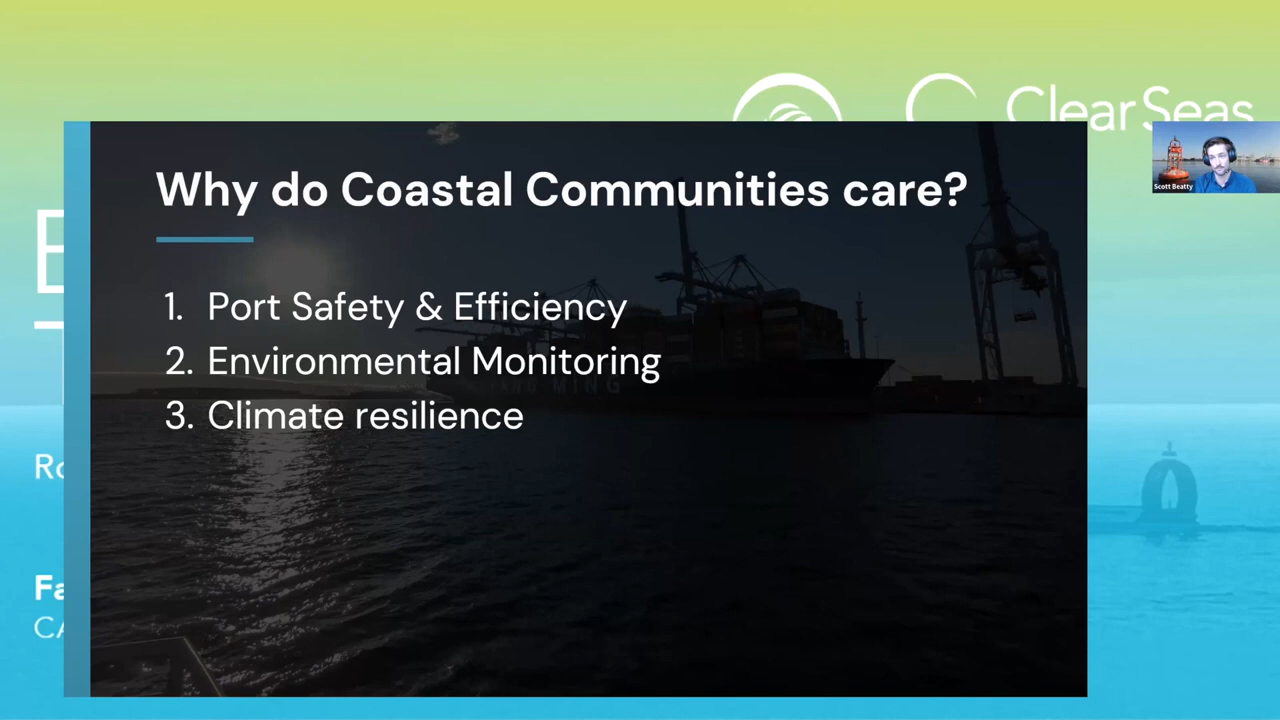 Clear Seas
Scott Beatty
Why do Coastal Communities care?
1. Port Safety & Efficiency
2. Environmental Monitoring
3. Climate resilience
MING